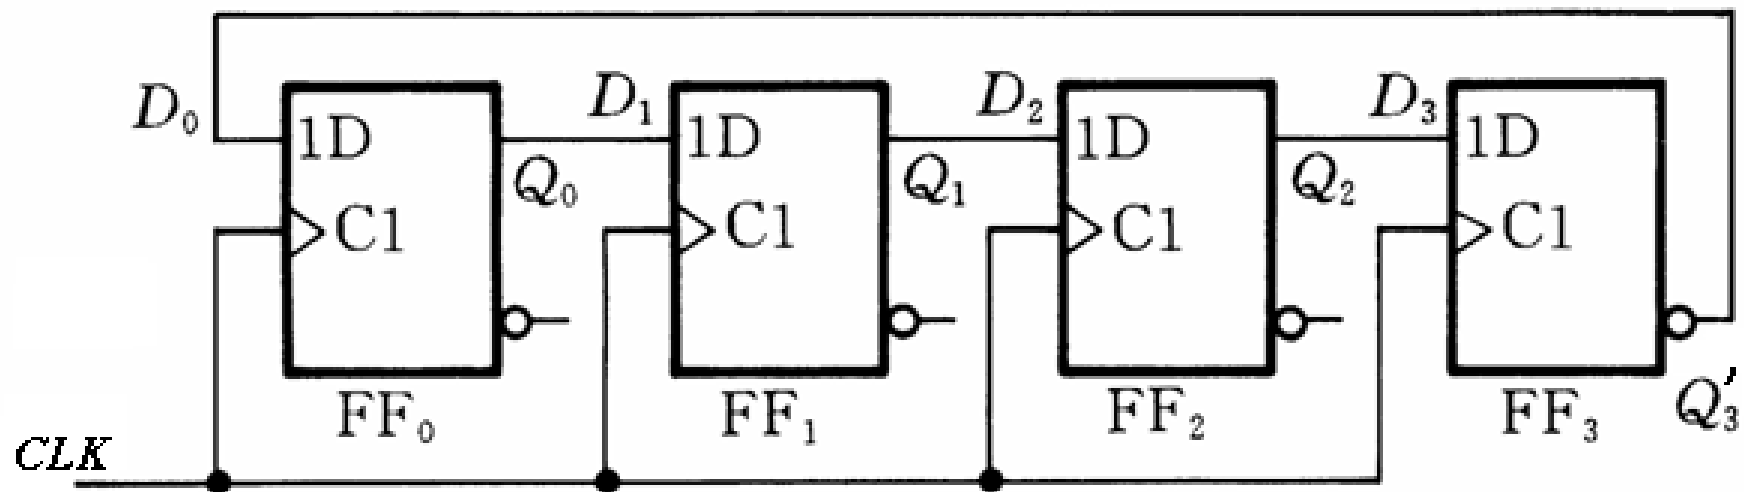 D₀ D₁ D₂ D₃
1D 1D 1D 1D
Q₀ Q₁ Q₂
C1 C1 C1 C1
FF₀ FF₁ FF₂ FF₃ Q₃′
CLK